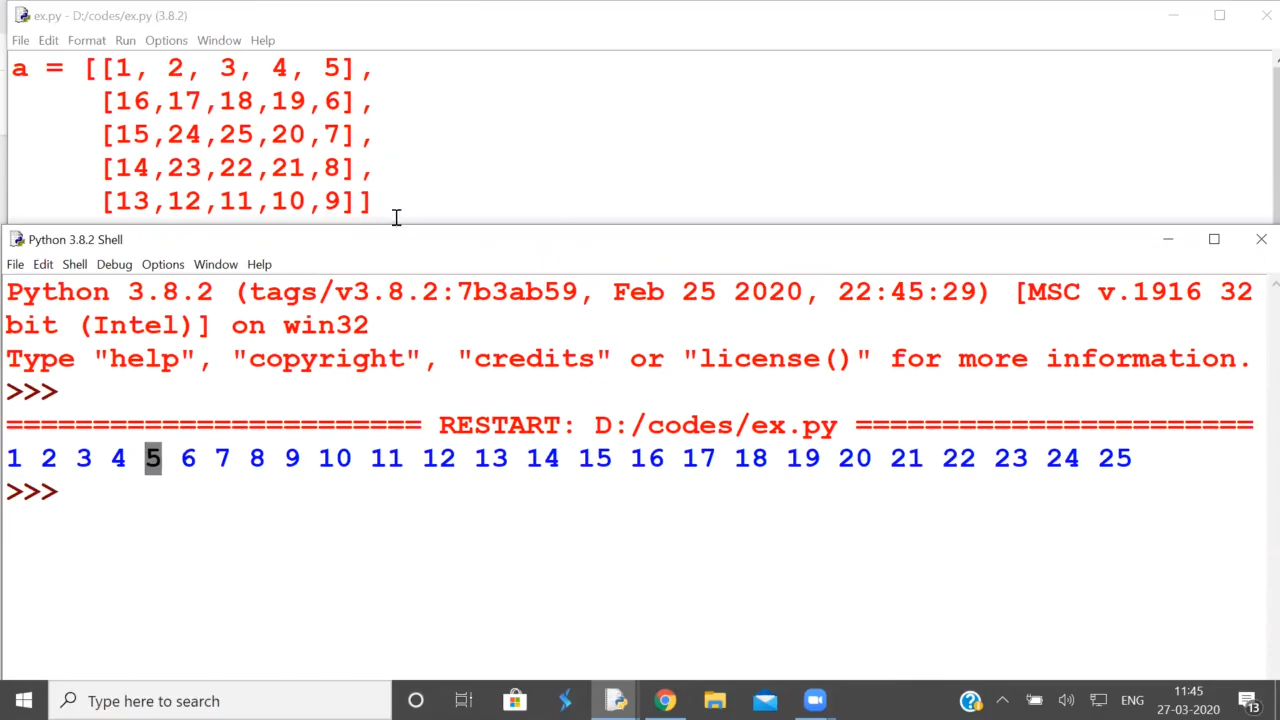 ex.py - D:/codes/ex.py (3.8.2)
File Edit Format Run Options Window Help
a = [[1, 2, 3, 4, 5],
[16,17,18,19,6],
[15,24,25,20,7],
[14,23,22,21,8],
[13,12,11,10,9]]
Python 3.8.2 Shell
File Edit Shell Debug Options Window Help
Python 3.8.2 (tags/v3.8.2:7b3ab59, Feb 25 2020, 22:45:29) [MSC v.1916 32
bit (Intel)] on win32
Type "help", "copyright", "credits" or "license()" for more information.
>>>
======================== RESTART: D:/codes/ex.py =======================
1 2 3 4 5 6 7 8 9 10 11 12 13 14 15 16 17 18 19 20 21 22 23 24 25
>>>
Type here to search
ENG
11:45
27-03-2020
13